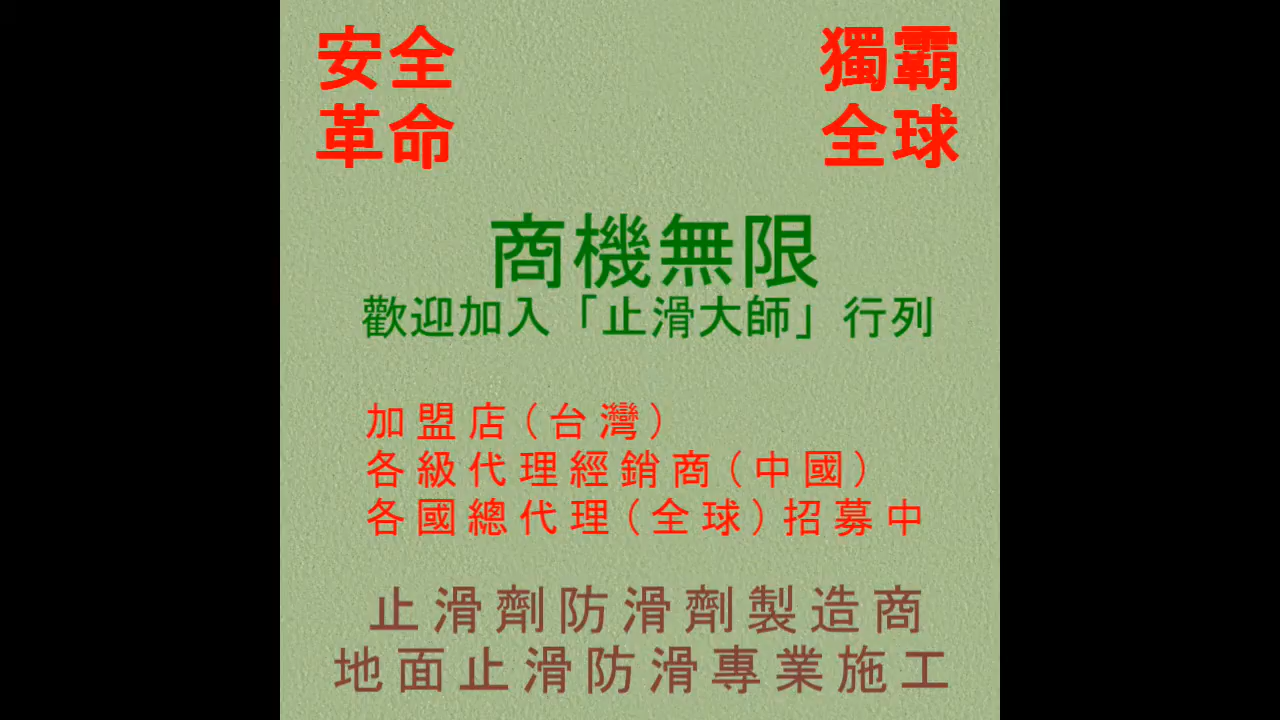 安全
革命
獨霸
全球
商機無限
歡迎加入「止滑大師」行列
加盟店(台灣)
各級代理經銷商(中國)
各國總代理(全球)招募中
止滑劑防滑劑製造商
地面止滑防滑專業施工